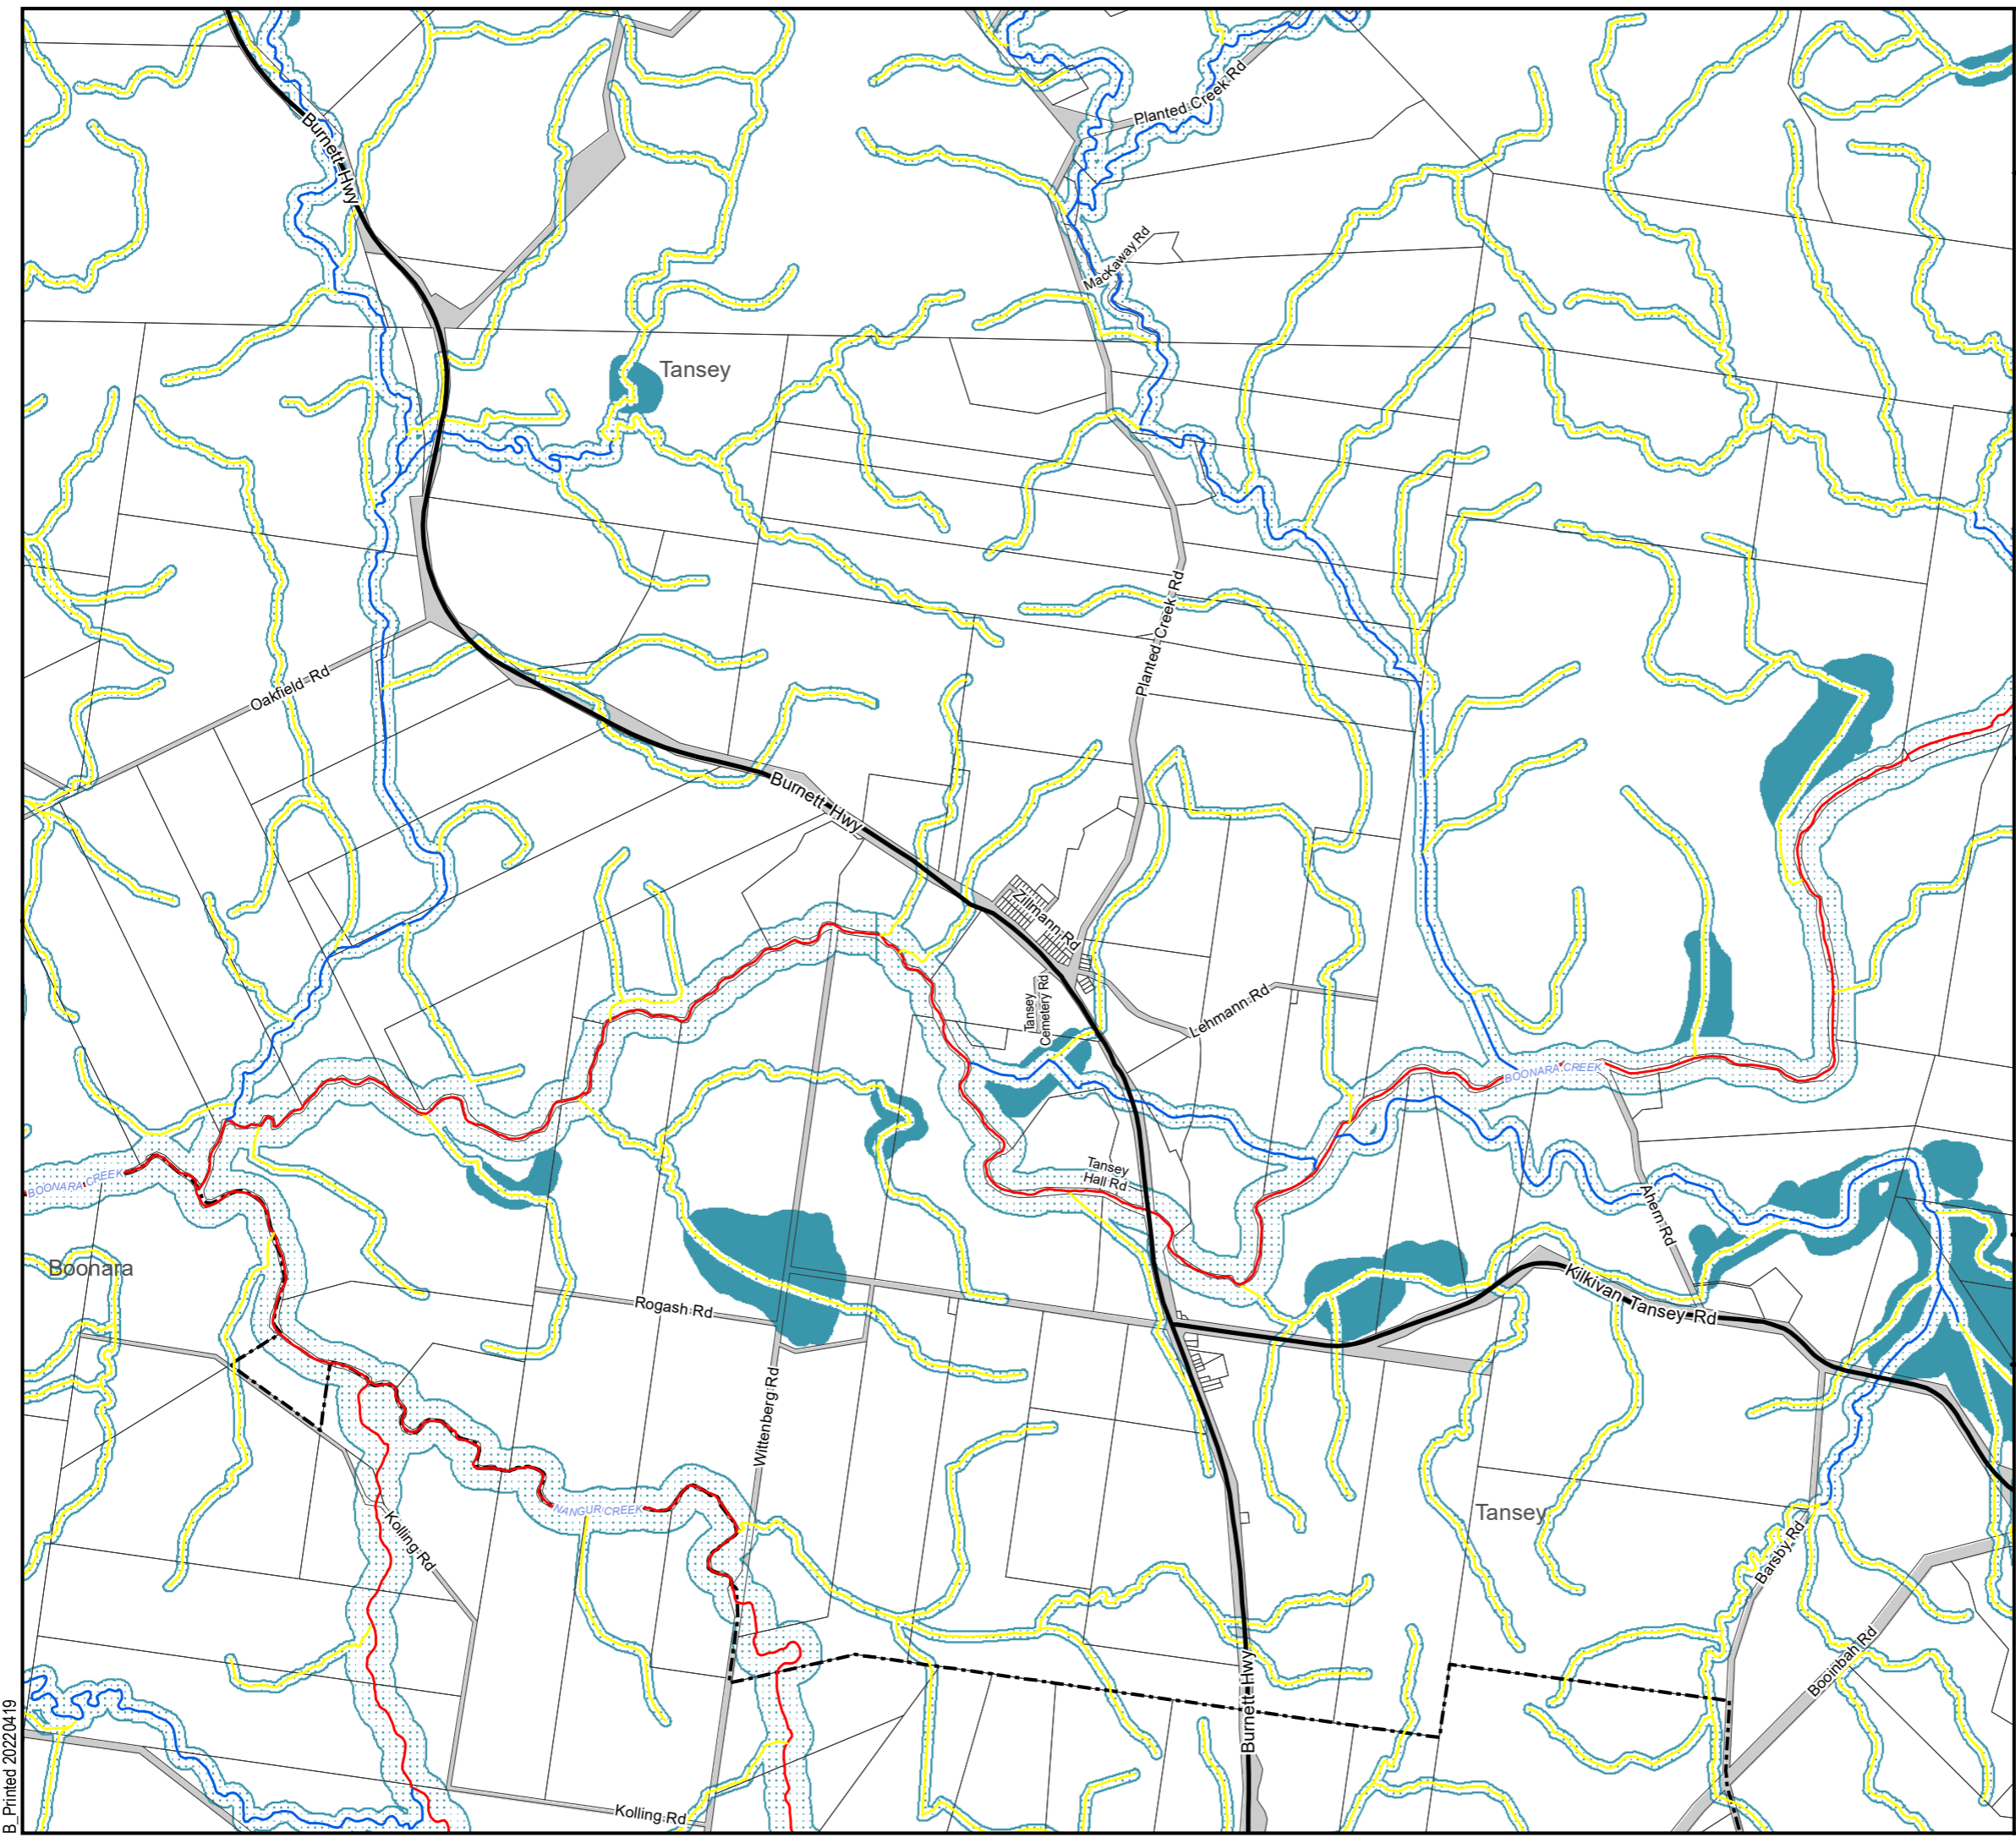 Planted Creek Rd
Burnett Hwy
MacKaway Rd
Tansey
Planted Creek Rd
Oakfield Rd
Burnett Hwy
Zillmann Rd
Tansey
Cemetery Rd
Lehmann Rd
BOONARA CREEK
BOONARA CREEK
Tansey
Hall Rd
Ahern Rd
Boonara
Kilkivan Tansey Rd
Rogash Rd
Wittenberg Rd
NANGUR CREEK
Tansey
Kolling Rd
Barsby Rd
Booinbah Rd
Burnett Hwy
Kolling Rd
B_Printed 20220419